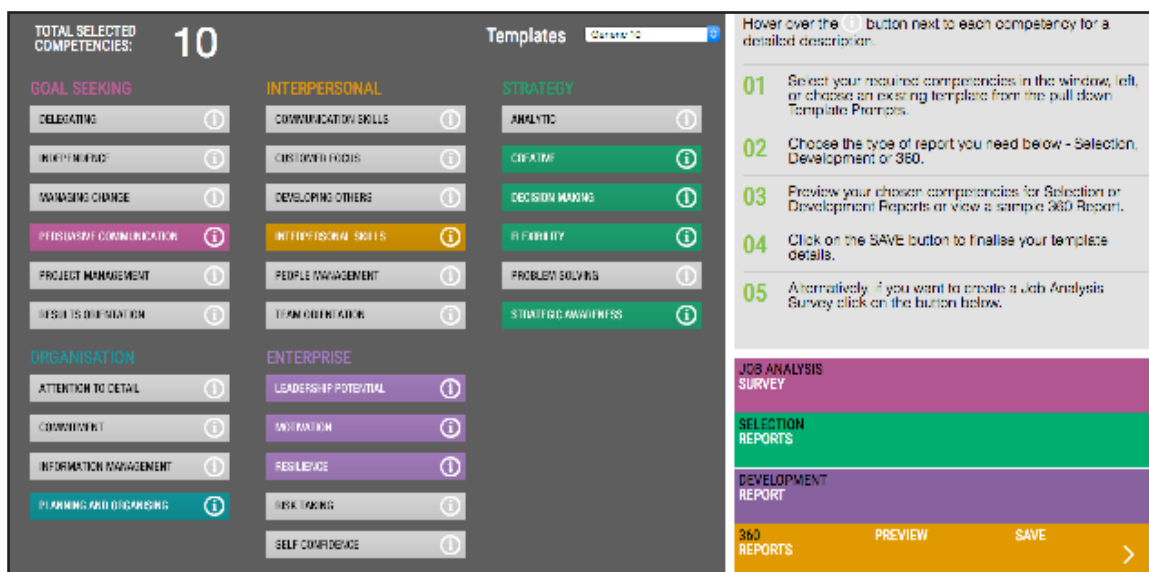 TOTAL SELECTED
COMPETENCIES:
10
Templates
Generic 10
GOAL SEEKING
DELEGATING
INDEPENDENCE
MANAGING CHANGE
PERSUASIVE COMMUNICATION
PROJECT MANAGEMENT
RESULTS ORIENTATION
INTERPERSONAL
COMMUNICATION SKILLS
CUSTOMER FOCUS
DEVELOPING OTHERS
INTERPERSONAL SKILLS
PEOPLE MANAGEMENT
TEAM ORIENTATION
STRATEGY
ANALYTIC
CREATIVE
DECISION MAKING
FLEXIBILITY
PROBLEM SOLVING
STRATEGIC AWARENESS
ORGANISATION
ATTENTION TO DETAIL
COMMITMENT
INFORMATION MANAGEMENT
PLANNING AND ORGANISING
ENTERPRISE
LEADERSHIP POTENTIAL
MOTIVATION
RESILIENCE
RISK TAKING
SELF CONFIDENCE
Hover over the i button next to each competency for a
detailed description.
01 Select your required competencies in the window, left,
or choose an existing template from the pull down
Template Prompts.
02 Choose the type of report you need below - Selection,
Development or 360.
03 Preview your chosen competencies for Selection or
Development Reports or view a sample 360 Report.
04 Click on the SAVE button to finalise your template
details.
05 Alternatively, if you want to create a Job Analysis
Survey click on the button below.
JOB ANALYSIS
SURVEY
SELECTION
REPORTS
DEVELOPMENT
REPORT
360 PREVIEW SAVE
REPORTS